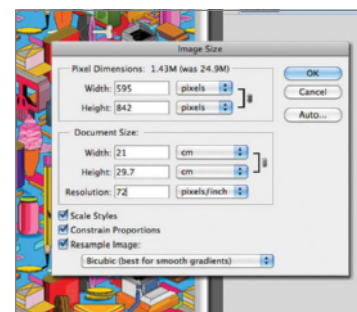 Image Size
Pixel Dimensions: 1.43M (was 24.9M)
Width: 595 pixels
Height: 842 pixels
Document Size:
Width: 21 cm
Height: 29.7 cm
Resolution: 72 pixels/inch
Scale Styles
Constrain Proportions
Resample Image:
Bicubic (best for smooth gradients)
OK
Cancel
Auto...